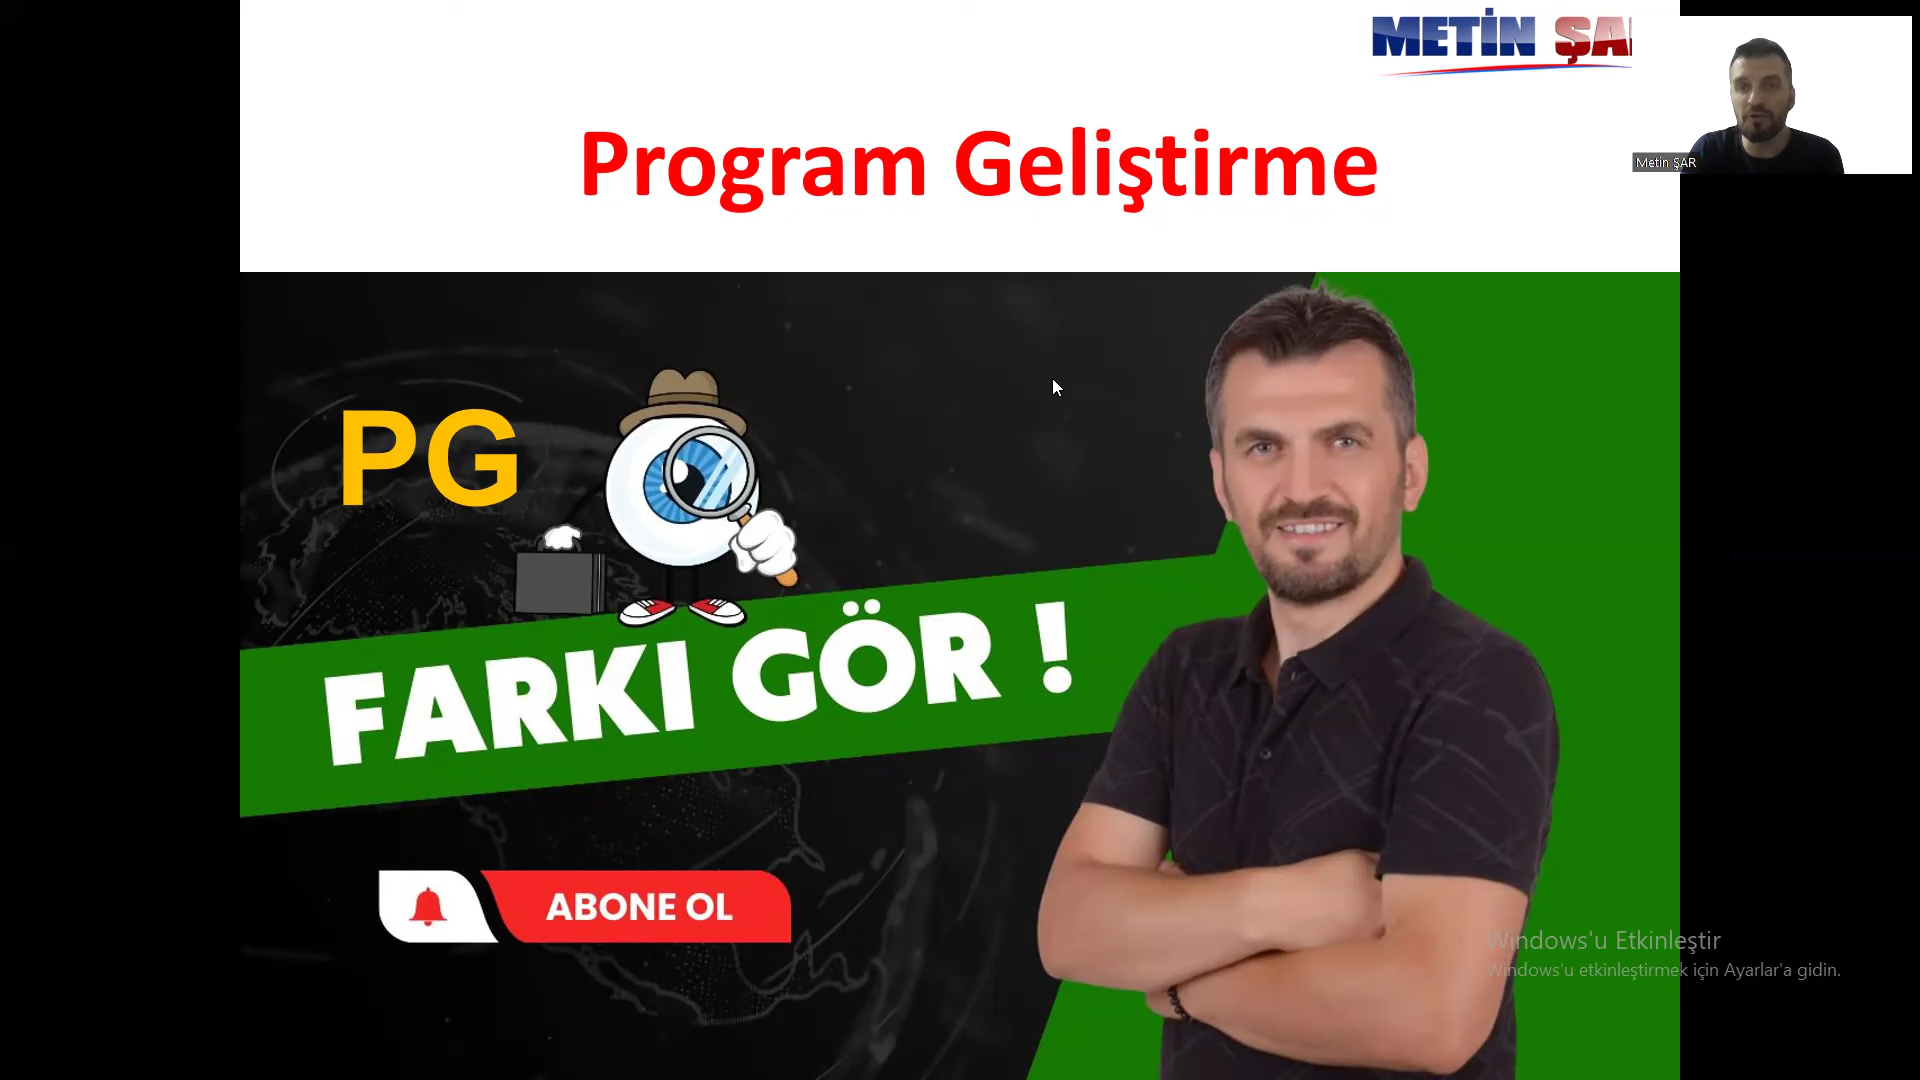 METİN ŞA
Metin ŞAR
Program Geliştirme
PG
FARKI GÖR !
ABONE OL
Windows'u Etkinleştir
Windows'u etkinleştirmek için Ayarlar'a gidin.